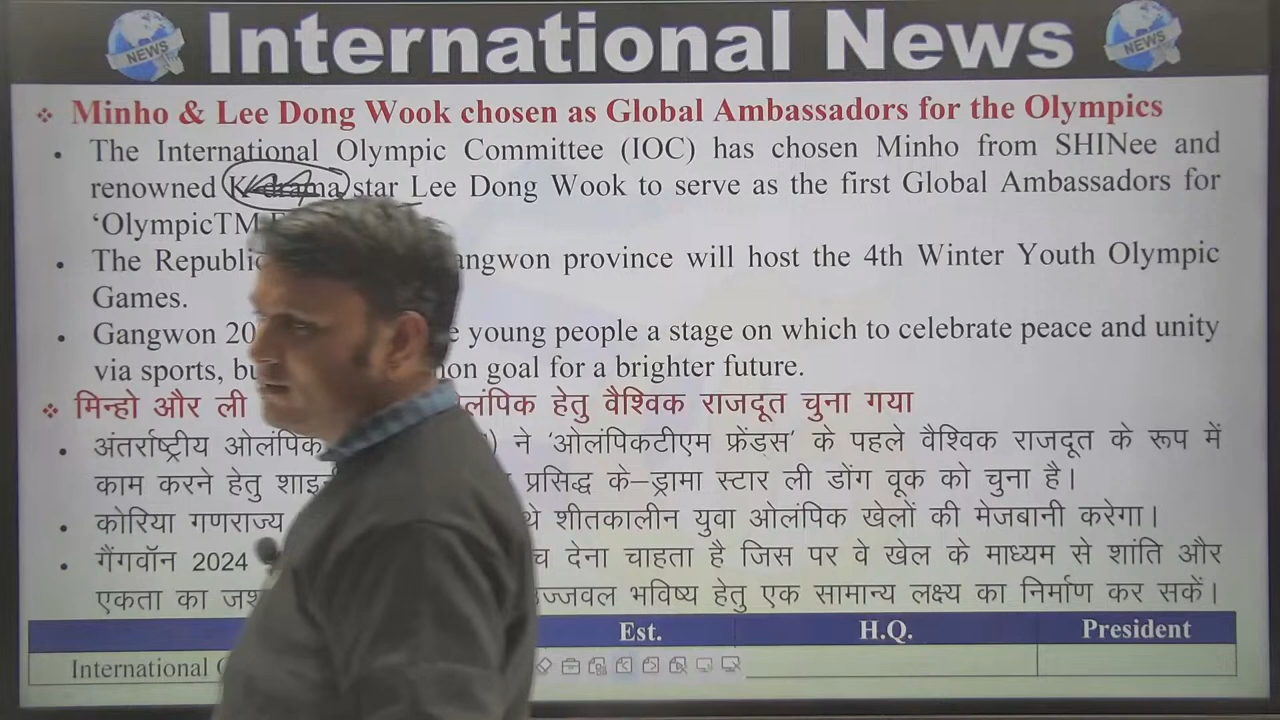 NEWS International News NEWS
❖ Minho & Lee Dong Wook chosen as Global Ambassadors for the Olympics
• The International Olympic Committee (IOC) has chosen Minho from SHINee and
renowned K-drama star Lee Dong Wook to serve as the first Global Ambassadors for
‘OlympicTM
• The angwon province will host the 4th Winter Youth Olympic
Games.
• Gangwon 20 young people a stage on which to celebrate peace and unity
via sports, goal for a brighter future.
❖ मिन्हो और ली हेतु वैश्विक राजदूत चुना गया
• अंतर्राष्ट्रीय ओलंपिक ) ने ‘ओलंपिकटीएम फ्रेंड्स’ के पहले वैश्विक राजदूत के रूप में
काम करने हेतु प्रसिद्ध के–ड्रामा स्टार ली डोंग वूक को चुना है।
• कोरिया गणराज्य शीतकालीन युवा ओलंपिक खेलों की मेजबानी करेगा।
• गैंगवॉन 2024 देना चाहता है जिस पर वे खेल के माध्यम से शांति और
एकता का भविष्य हेतु एक सामान्य लक्ष्य का निर्माण कर सकें।
Est. H.Q. President
International